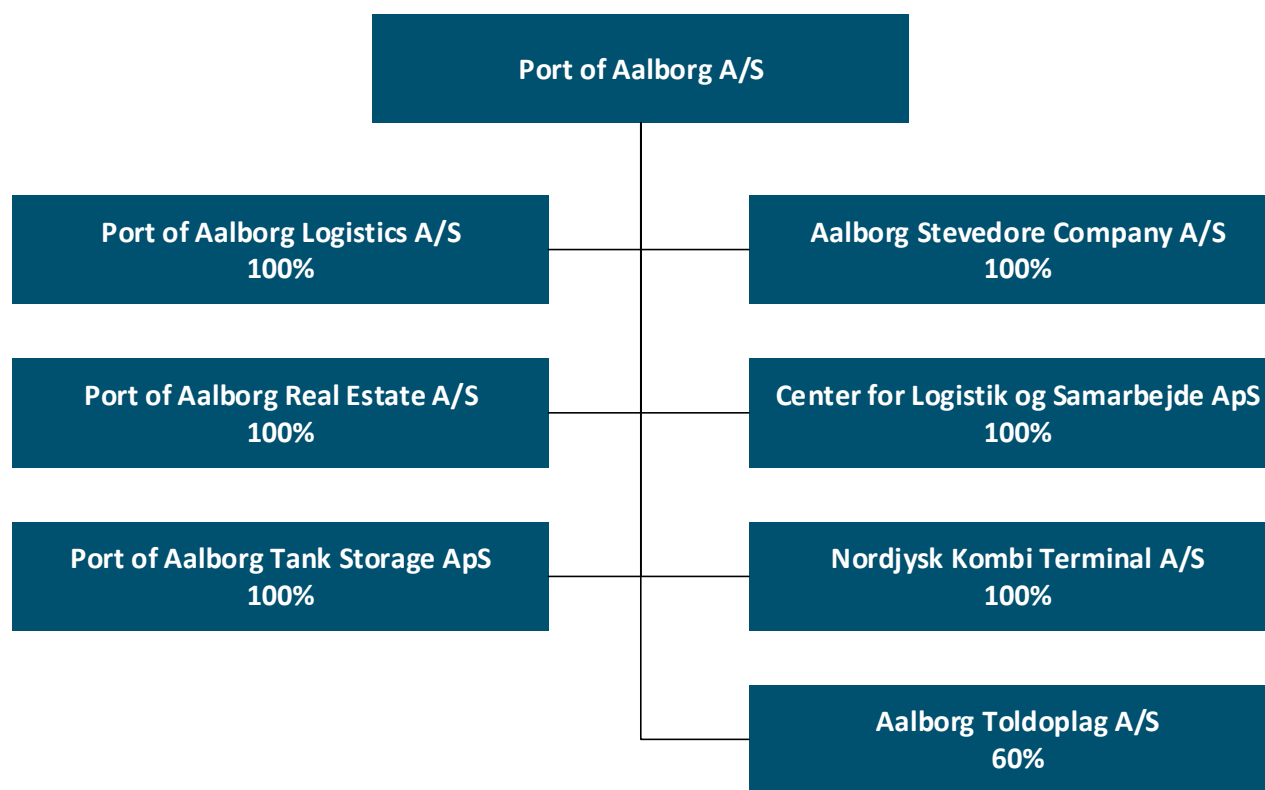 Port of Aalborg A/S
Port of Aalborg Logistics A/S
100%
Aalborg Stevedore Company A/S
100%
Port of Aalborg Real Estate A/S
100%
Center for Logistik og Samarbejde ApS
100%
Port of Aalborg Tank Storage ApS
100%
Nordjysk Kombi Terminal A/S
100%
Aalborg Toldoplag A/S
60%